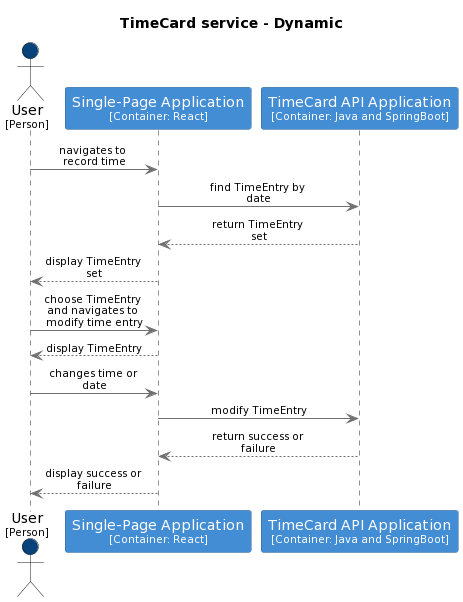 TimeCard service - Dynamic
User
[Person]
Single-Page Application
[Container: React]
TimeCard API Application
[Container: Java and SpringBoot]
navigates to
record time
find TimeEntry by
date
return TimeEntry
set
display TimeEntry
set
choose TimeEntry
and navigates to
modify time entry
display TimeEntry
changes time or
date
modify TimeEntry
return success or
failure
display success or
failure
User
[Person]
Single-Page Application
[Container: React]
TimeCard API Application
[Container: Java and SpringBoot]